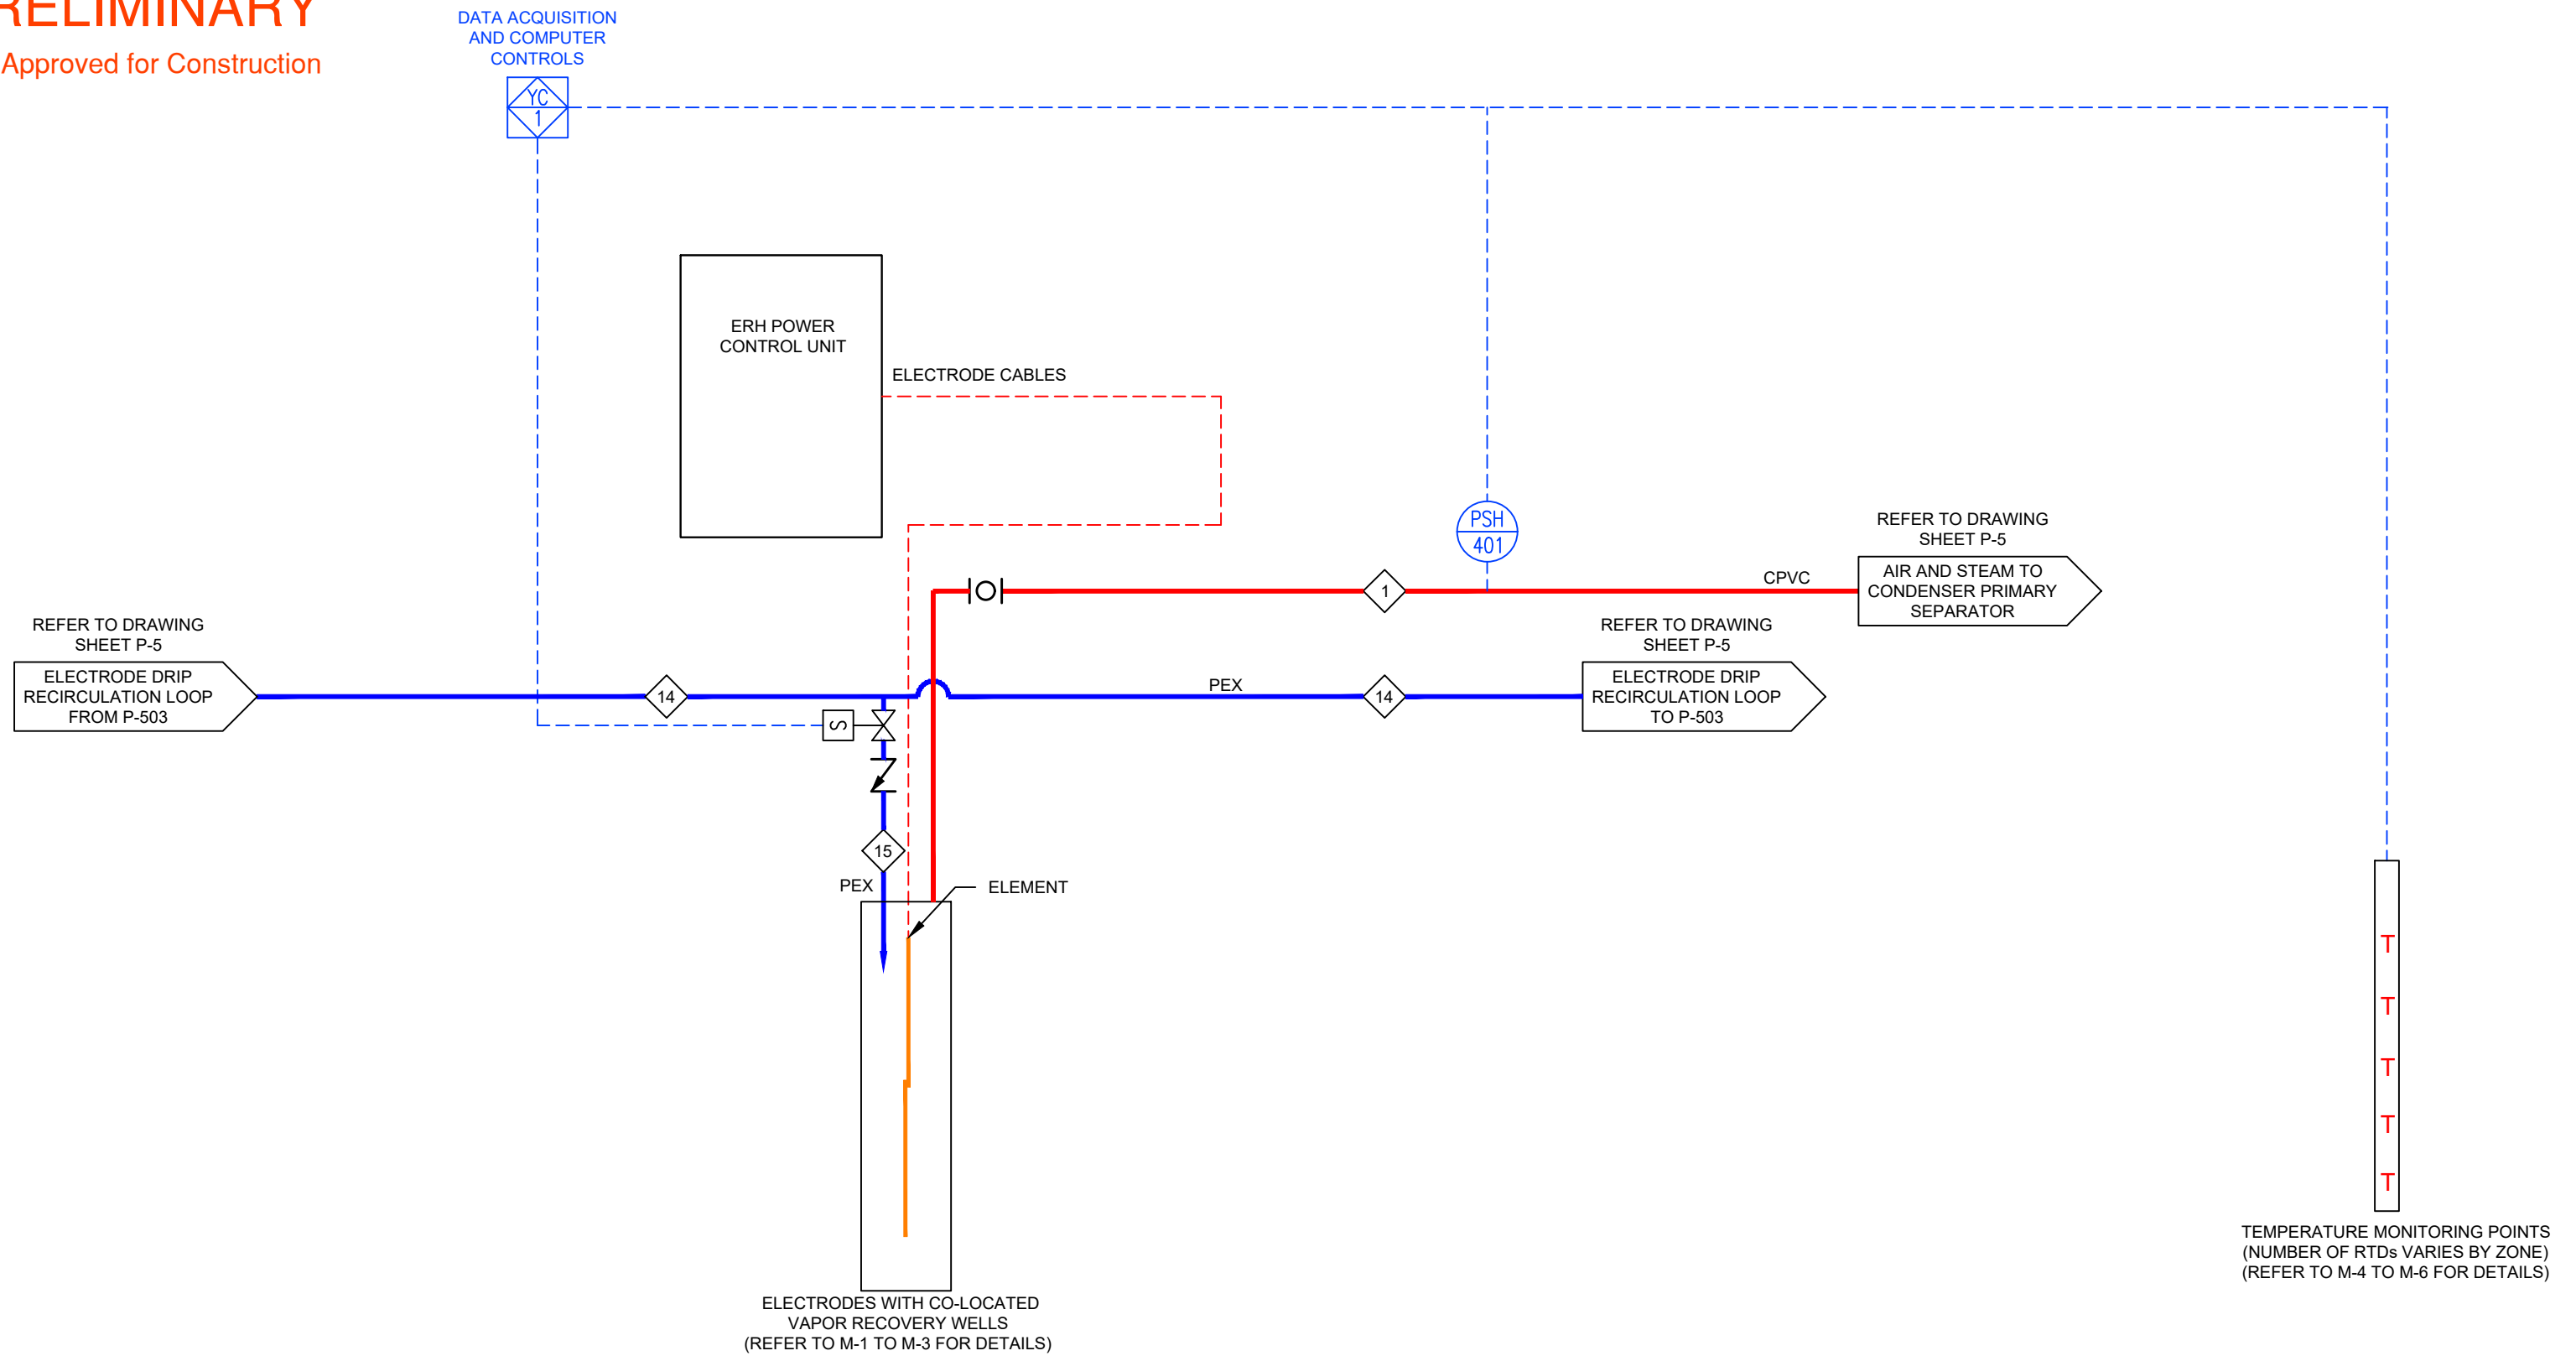 RELIMINARY
Approved for Construction
DATA ACQUISITION
AND COMPUTER
CONTROLS
YC
1
ERH POWER
CONTROL UNIT
ELECTRODE CABLES
PSH
401
REFER TO DRAWING
SHEET P-5
AIR AND STEAM TO
CONDENSER PRIMARY
SEPARATOR
CPVC
1
REFER TO DRAWING
SHEET P-5
ELECTRODE DRIP
RECIRCULATION LOOP
FROM P-503
14
S
PEX
14
REFER TO DRAWING
SHEET P-5
ELECTRODE DRIP
RECIRCULATION LOOP
TO P-503
15
PEX
ELEMENT
T
T
T
T
T
ELECTRODES WITH CO-LOCATED
VAPOR RECOVERY WELLS
(REFER TO M-1 TO M-3 FOR DETAILS)
TEMPERATURE MONITORING POINTS
(NUMBER OF RTDs VARIES BY ZONE)
(REFER TO M-4 TO M-6 FOR DETAILS)